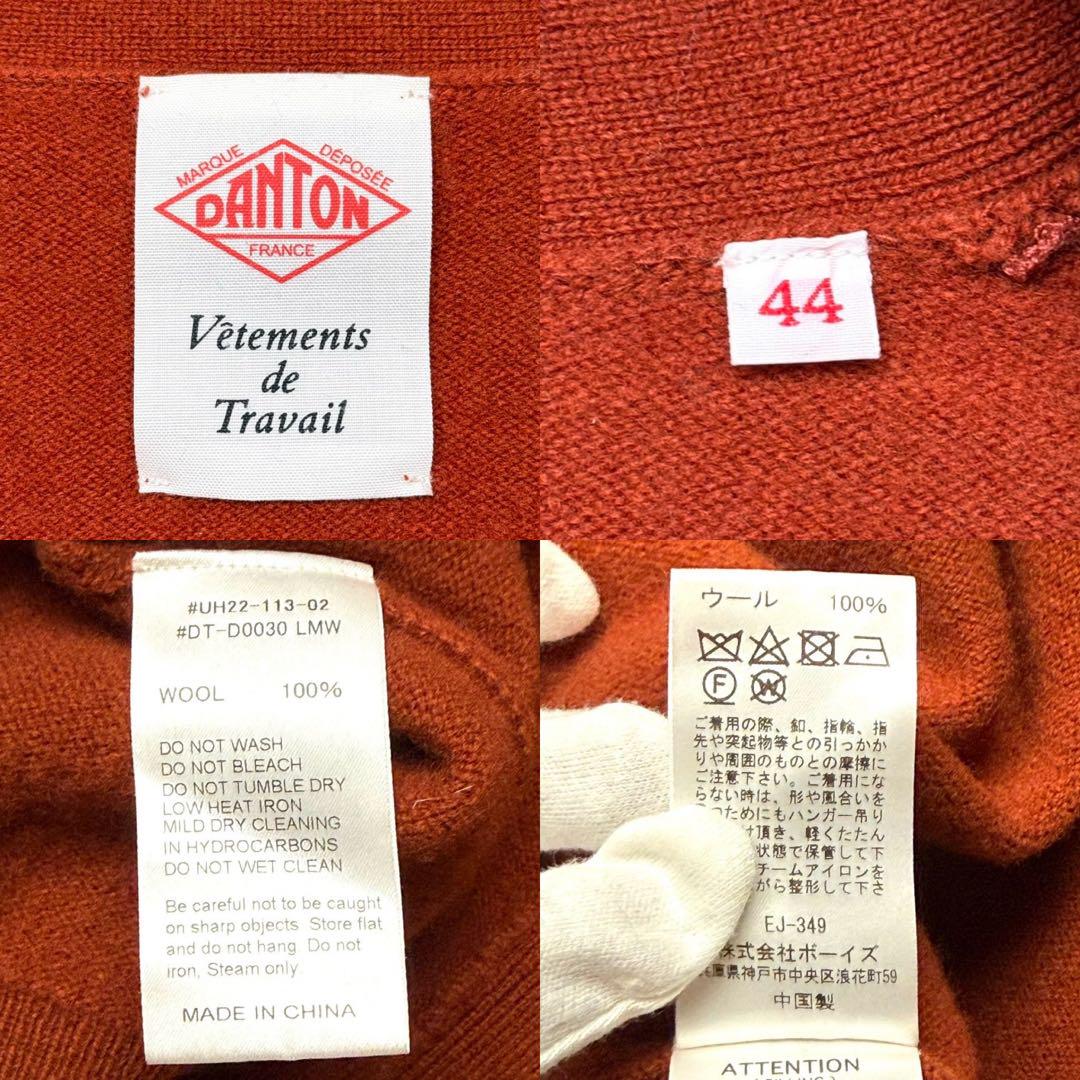 MARQUE DÉPOSÉE
DANTON
FRANCE
Vêtements
de
Travail
44
#UH22-113-02
#DT-D0030 LMW
WOOL 100%
DO NOT WASH
DO NOT BLEACH
DO NOT TUMBLE DRY
LOW HEAT IRON
MILD DRY CLEANING
IN HYDROCARBONS
DO NOT WET CLEAN
Be careful not to be caught
on sharp objects. Store flat
and do not hang. Do not
iron, Steam only.
MADE IN CHINA
ウール 100%
F W
ご着用の際、釦、指輪、指
先や突起物等との引っかか
りや周囲のものとの摩擦に
ご注意下さい。ご着用にな
らない時は、形や風合いを
つためにもハンガー吊り
け頂き、軽くたたん
状態で保管して下
チームアイロンを
がら整形して下さ
EJ-349
株式会社ボーイズ
兵庫県神戸市中央区浪花町59
中国製
ATTENTION